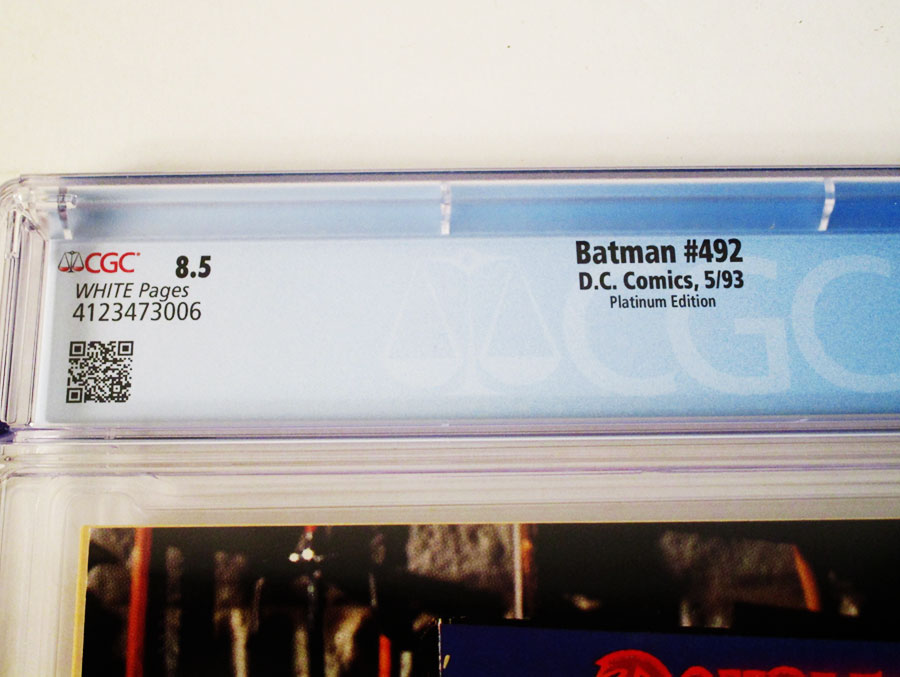 CGC® 8.5
WHITE Pages
4123473006
Batman #492
D.C. Comics, 5/93
Platinum Edition
CGC